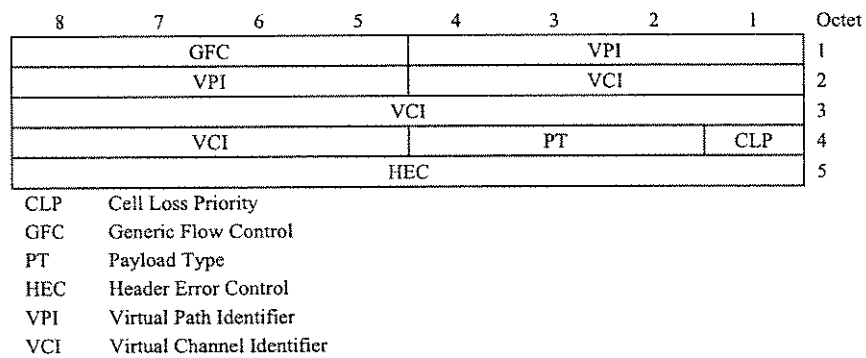 8 7 6 5 4 3 2 1 Octet
GFC VPI 1
VPI VCI 2
VCI 3
VCI PT CLP 4
HEC 5
CLP Cell Loss Priority
GFC Generic Flow Control
PT Payload Type
HEC Header Error Control
VPI Virtual Path Identifier
VCI Virtual Channel Identifier